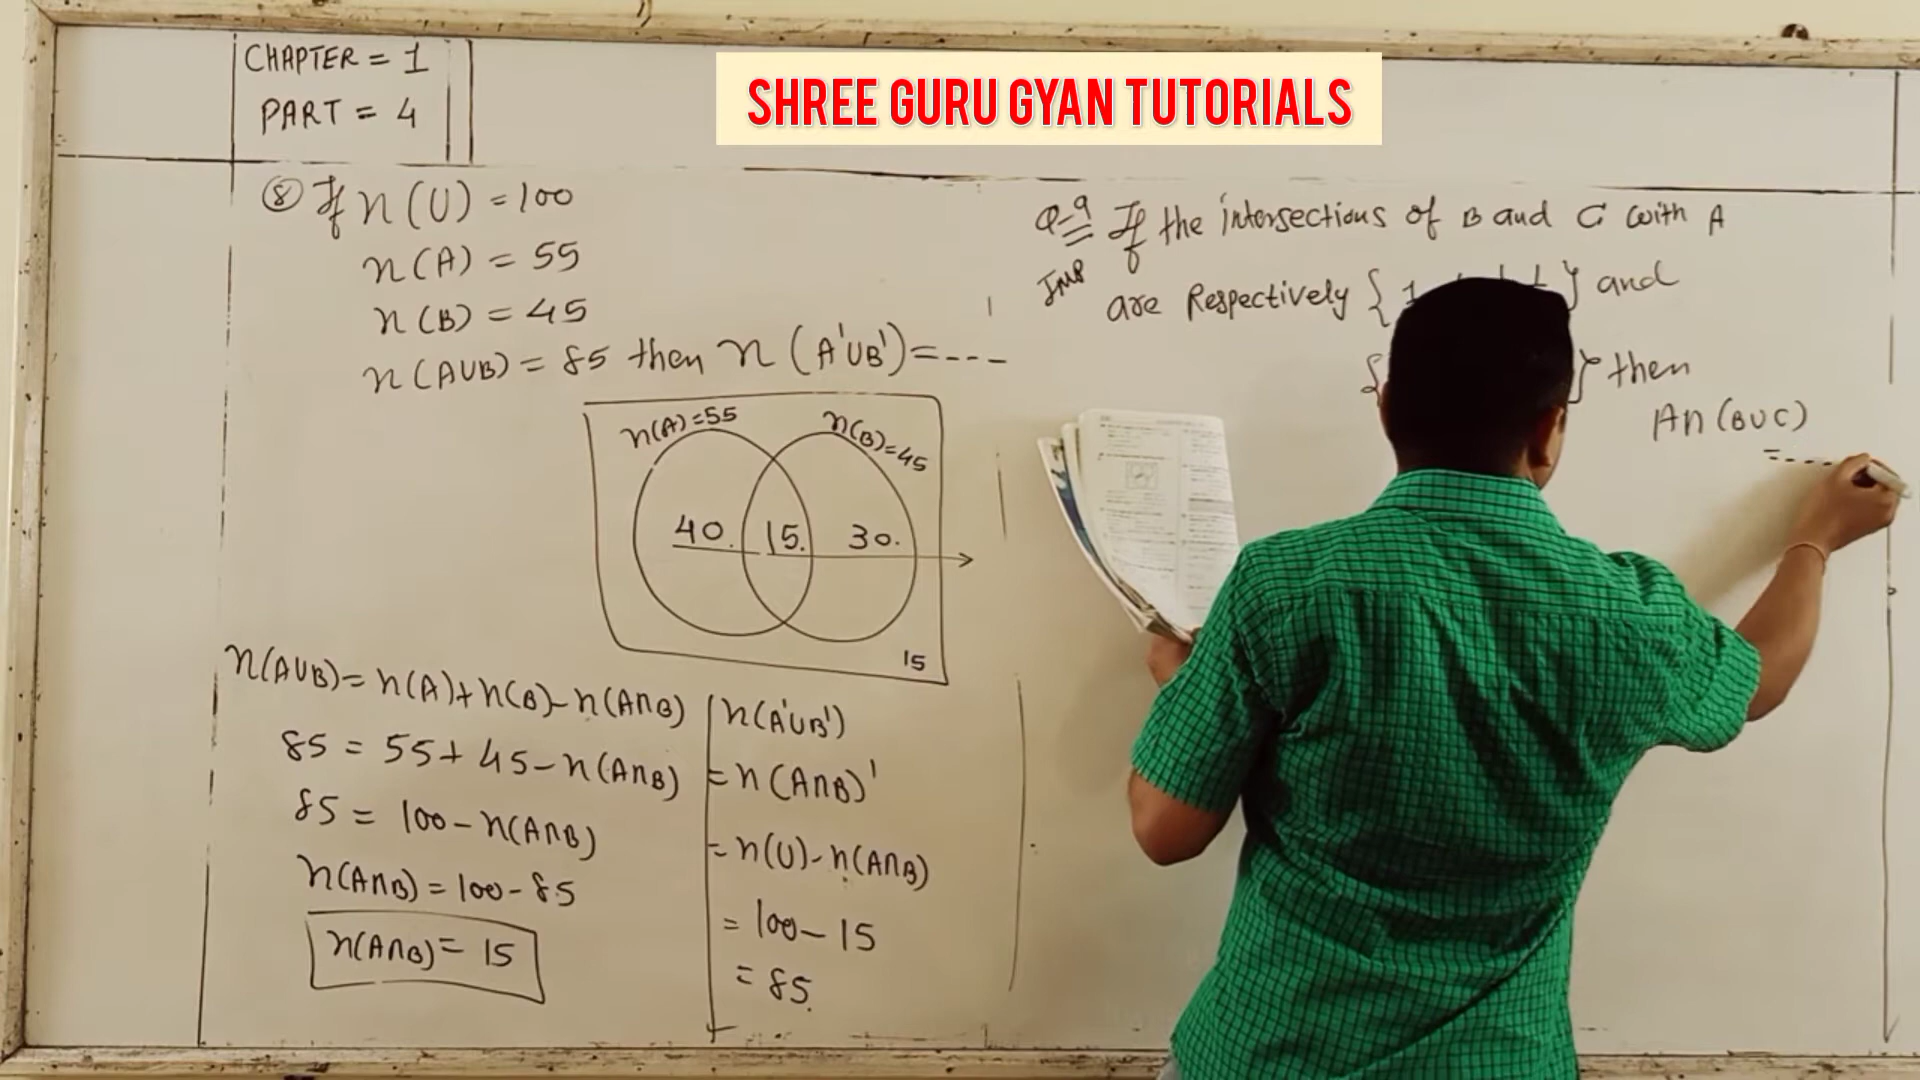 CHAPTER = 1
PART = 4
SHREE GURU GYAN TUTORIALS
⑧ If n(U) = 100
n(A) = 55
n(B) = 45
n(A∪B) = 85 then n(A'∪B') = ---
n(A)=55
n(B)=45
40.
15.
30.
15
n(A∪B) = n(A) + n(B) - n(A∩B)
85 = 55 + 45 - n(A∩B)
85 = 100 - n(A∩B)
n(A∩B) = 100 - 85
n(A∩B) = 15
n(A'∪B')
= n(A∩B)'
= n(U) - n(A∩B)
= 100 - 15
= 85.
Q-9 If the intersections of B and C with A
Imp are Respectively { 1 } and
{ } then
A∩(B∪C)
= ----